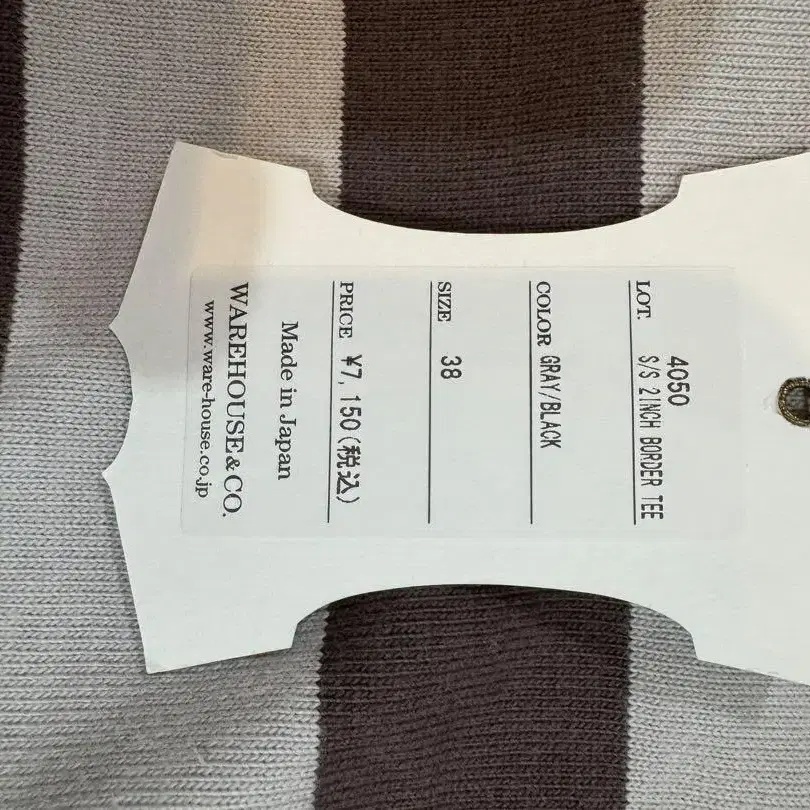 LOT. 4050
S/S 2INCH BORDER TEE
COLOR GRAY/BLACK
SIZE 38
PRICE ¥7,150(税込)
Made in Japan
WAREHOUSE & CO.
www.ware-house.co.jp